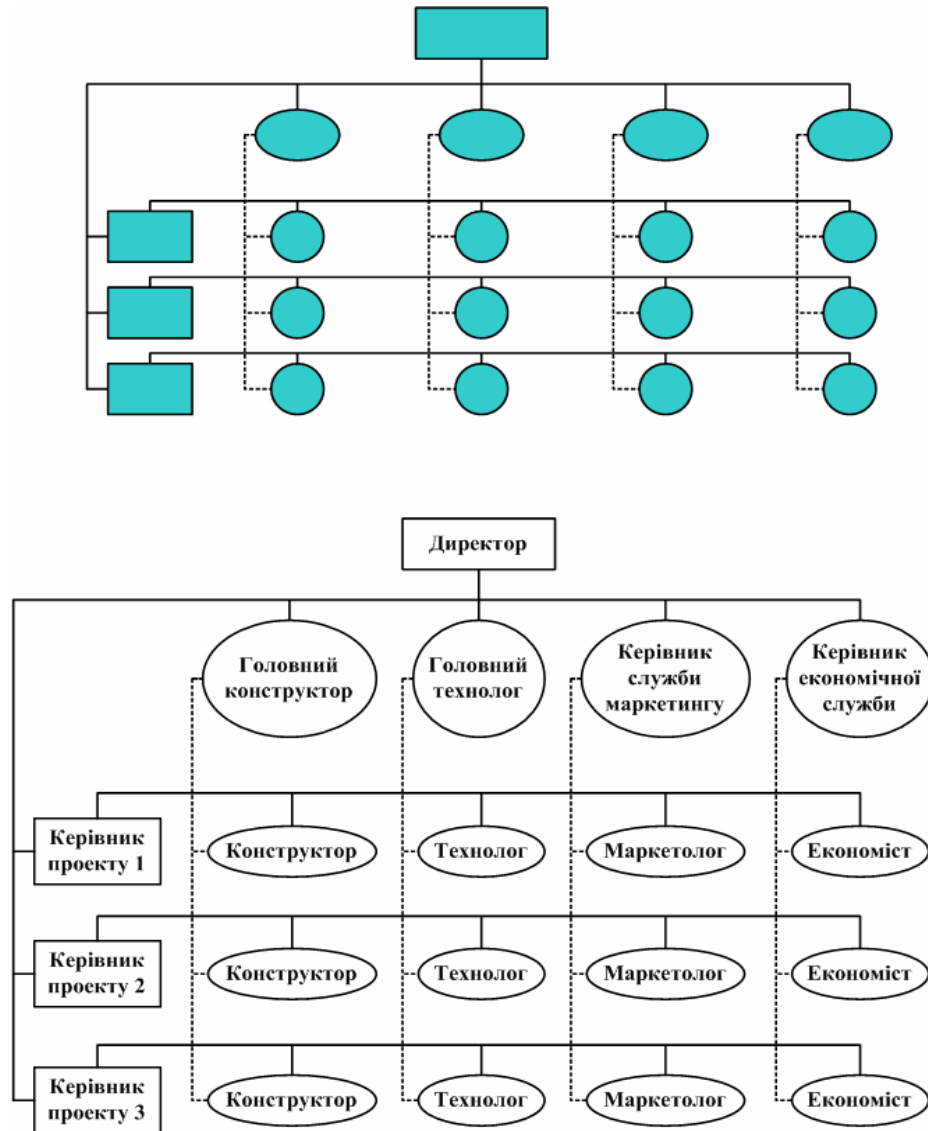 Директор
Головний
конструктор
Головний
технолог
Керівник
служби
маркетингу
Керівник
економічної
служби
Керівник
проекту 1
Конструктор
Технолог
Маркетолог
Економіст
Керівник
проекту 2
Конструктор
Технолог
Маркетолог
Економіст
Керівник
проекту 3
Конструктор
Технолог
Маркетолог
Економіст